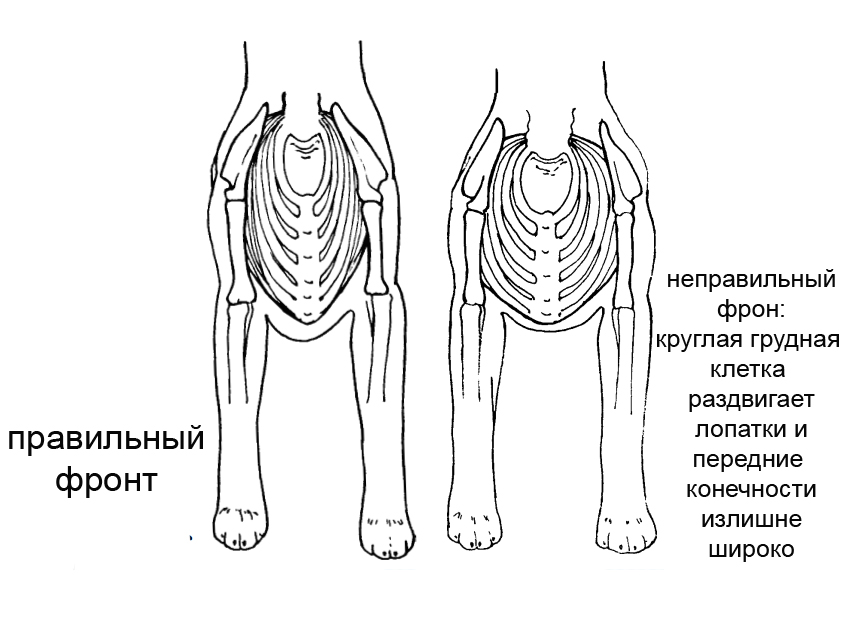 правильный
фронт
неправильный
фрон:
круглая грудная
клетка
раздвигает
лопатки и
передние
конечности
излишне
широко